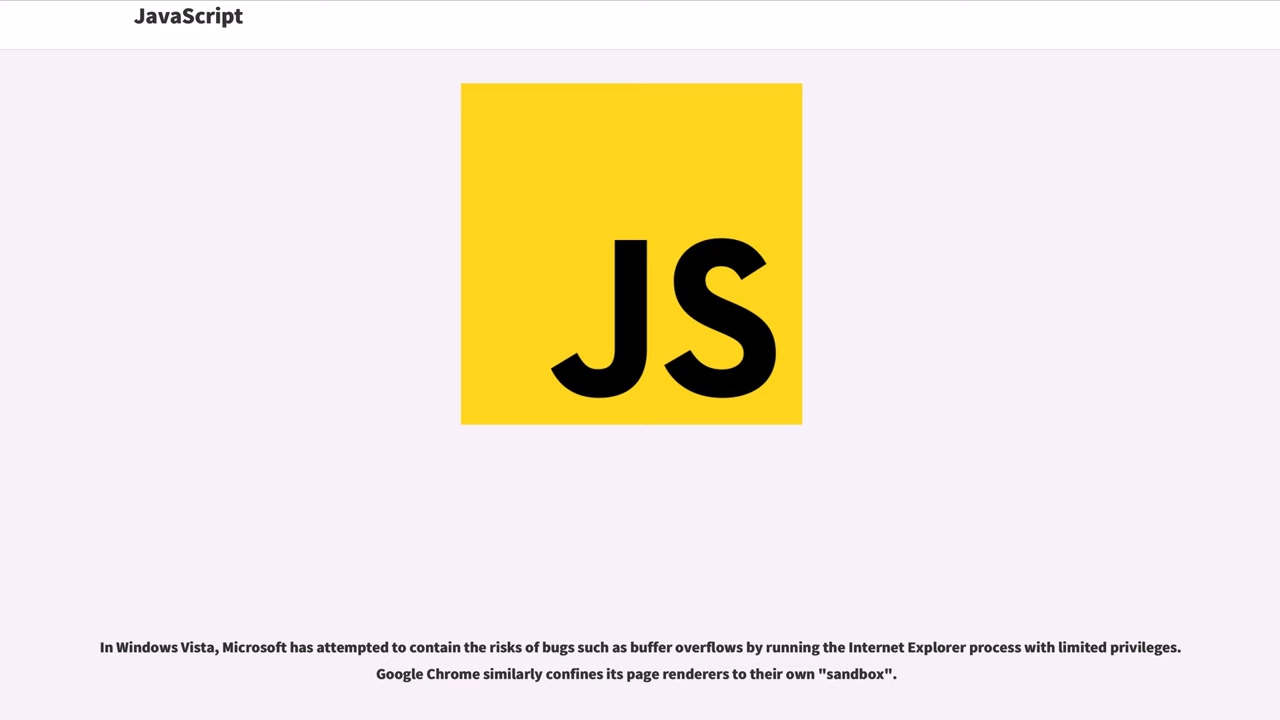 JavaScript
JS
In Windows Vista, Microsoft has attempted to contain the risks of bugs such as buffer overflows by running the Internet Explorer process with limited privileges.
Google Chrome similarly confines its page renderers to their own "sandbox".